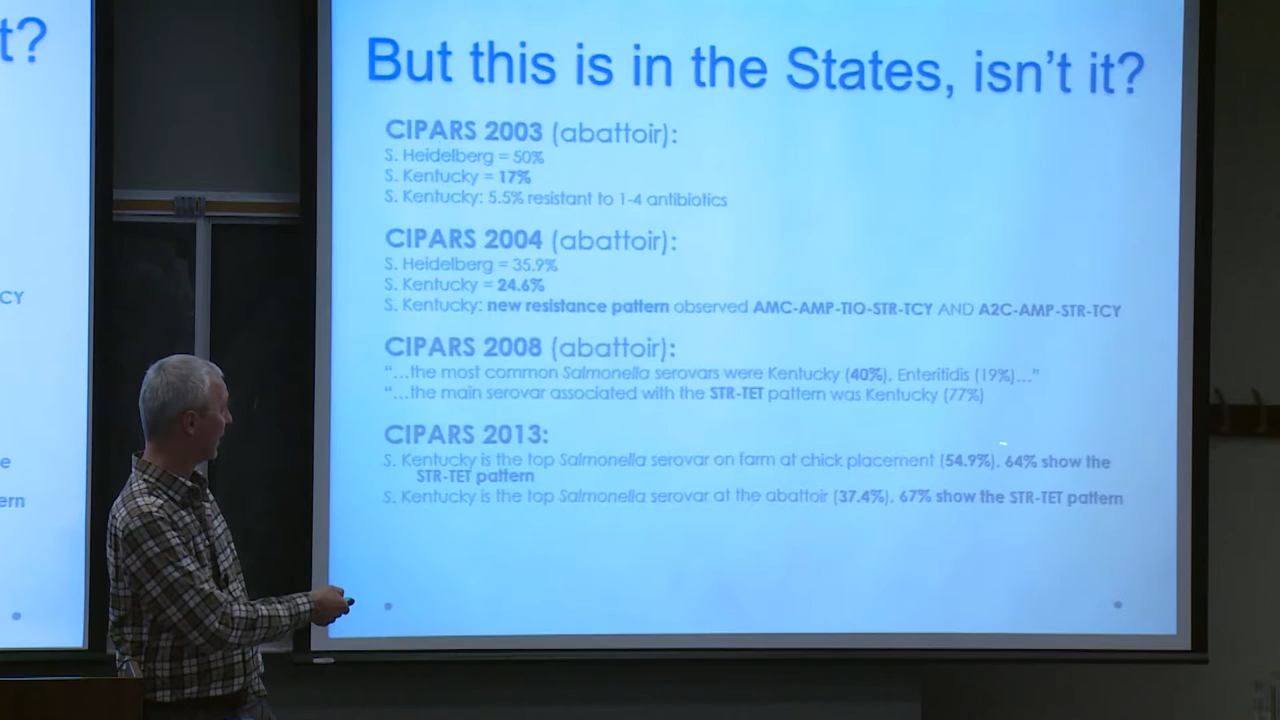 t?
CY
e
ern
But this is in the States, isn't it?
CIPARS 2003 (abattoir):
S. Heidelberg = 50%
S. Kentucky = 17%
S. Kentucky: 5.5% resistant to 1-4 antibiotics
CIPARS 2004 (abattoir):
S. Heidelberg = 35.9%
S. Kentucky = 24.6%
S. Kentucky: new resistance pattern observed AMC-AMP-TIO-STR-TCY AND A2C-AMP-STR-TCY
CIPARS 2008 (abattoir):
"...the most common Salmonella serovars were Kentucky (40%), Enteritidis (19%)..."
"...the main serovar associated with the STR-TET pattern was Kentucky (77%)
CIPARS 2013:
S. Kentucky is the top Salmonella serovar on farm at chick placement (54.9%). 64% show the
STR-TET pattern
S. Kentucky is the top Salmonella serovar at the abattoir (37.4%). 67% show the STR-TET pattern